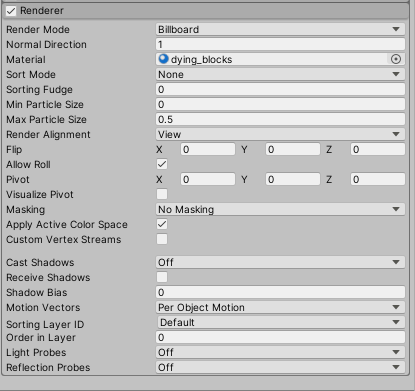 Renderer
Render Mode Billboard
Normal Direction 1
Material dying_blocks
Sort Mode None
Sorting Fudge 0
Min Particle Size 0
Max Particle Size 0.5
Render Alignment View
Flip X 0 Y 0 Z 0
Allow Roll
Pivot X 0 Y 0 Z 0
Visualize Pivot
Masking No Masking
Apply Active Color Space
Custom Vertex Streams
Cast Shadows Off
Receive Shadows
Shadow Bias 0
Motion Vectors Per Object Motion
Sorting Layer ID Default
Order in Layer 0
Light Probes Off
Reflection Probes Off